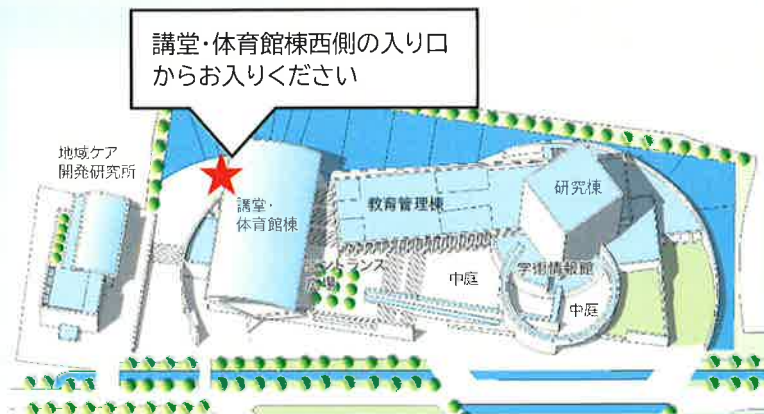 講堂・体育館棟西側の入り口
からお入りください
地域ケア
開発研究所
講堂・
体育館棟
教育管理棟
研究棟
エントランス
広場
中庭
学術情報館
中庭